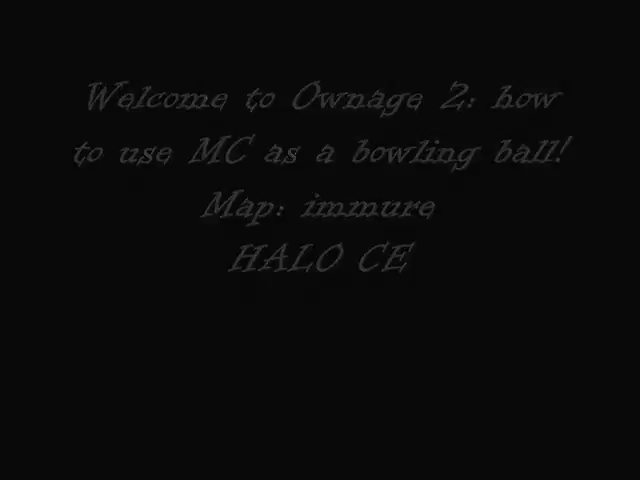 Welcome to Ownage 2: how
to use MC as a bowling ball!
Map: immure
HALO CE